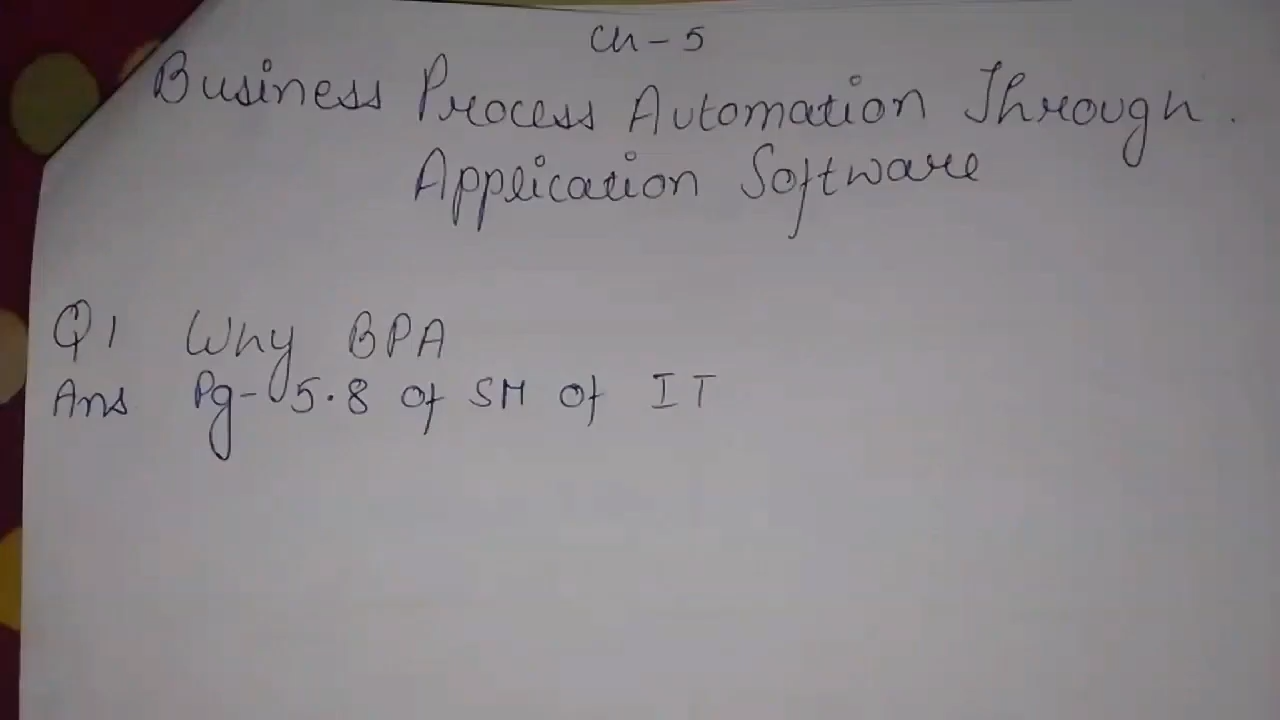 Ch - 5
Business Process Automation Through.
Application Software
Q1 Why BPA
Ans Pg- 5.8 of SM of IT